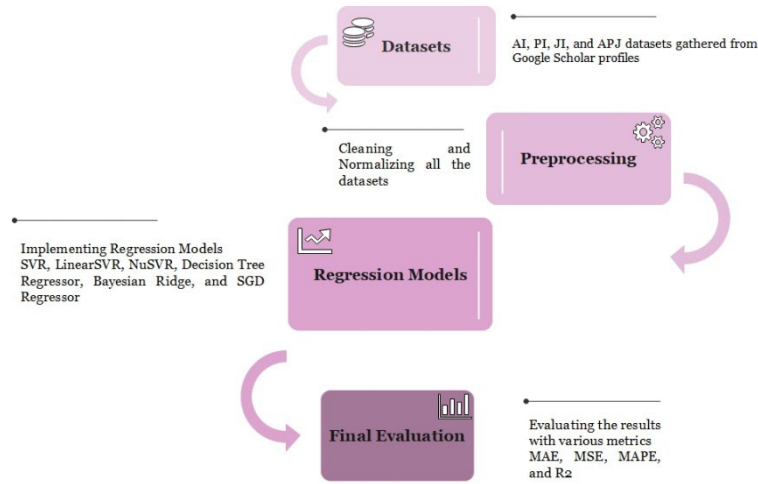 Datasets
AI, PI, JI, and APJ datasets gathered from
Google Scholar profiles
Cleaning and
Normalizing all the
datasets
Preprocessing
Implementing Regression Models
SVR, LinearSVR, NuSVR, Decision Tree
Regressor, Bayesian Ridge, and SGD
Regressor
Regression Models
Final Evaluation
Evaluating the results
with various metrics
MAE, MSE, MAPE,
and R2